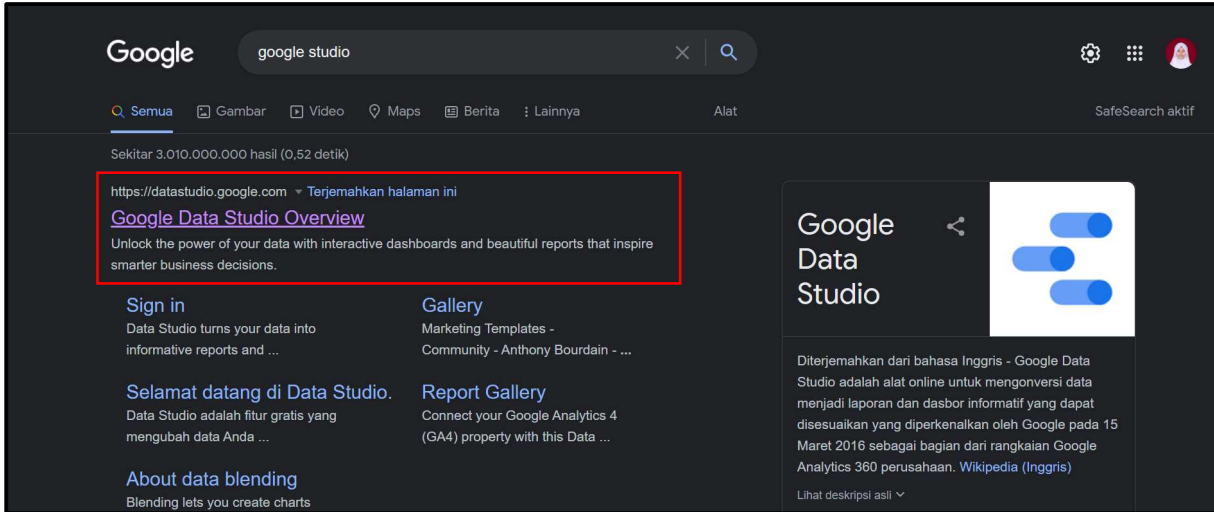 Google
google studio
Semua
Gambar
Video
Maps
Berita
Lainnya
Alat
SafeSearch aktif
Sekitar 3.010.000.000 hasil (0,52 detik)
https://datastudio.google.com Terjemahkan halaman ini
Google Data Studio Overview
Unlock the power of your data with interactive dashboards and beautiful reports that inspire
smarter business decisions.
Sign in
Data Studio turns your data into
informative reports and ...
Gallery
Marketing Templates -
Community - Anthony Bourdain - ...
Selamat datang di Data Studio.
Data Studio adalah fitur gratis yang
mengubah data Anda ...
Report Gallery
Connect your Google Analytics 4
(GA4) property with this Data ...
About data blending
Blending lets you create charts
Google
Data
Studio
Diterjemahkan dari bahasa Inggris - Google Data
Studio adalah alat online untuk mengonversi data
menjadi laporan dan dasbor informatif yang dapat
disesuaikan yang diperkenalkan oleh Google pada 15
Maret 2016 sebagai bagian dari rangkaian Google
Analytics 360 perusahaan. Wikipedia (Inggris)
Lihat deskripsi asli